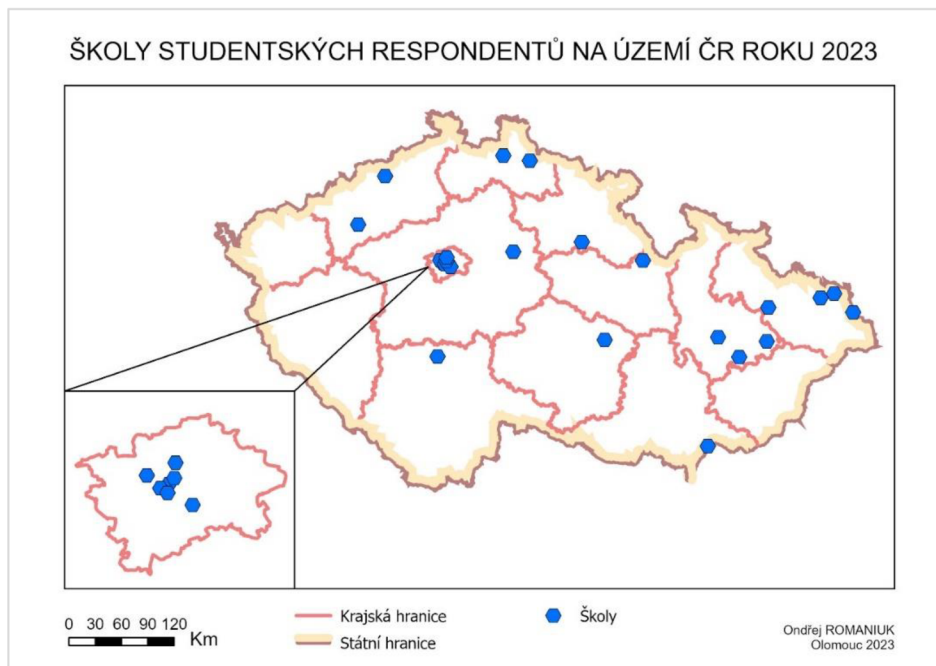 ŠKOLY STUDENTSKÝCH RESPONDENTŮ NA ÚZEMÍ ČR ROKU 2023
0 30 60 90 120
Km
Krajská hranice
Státní hranice
Školy
Ondřej ROMANIUK
Olomouc 2023